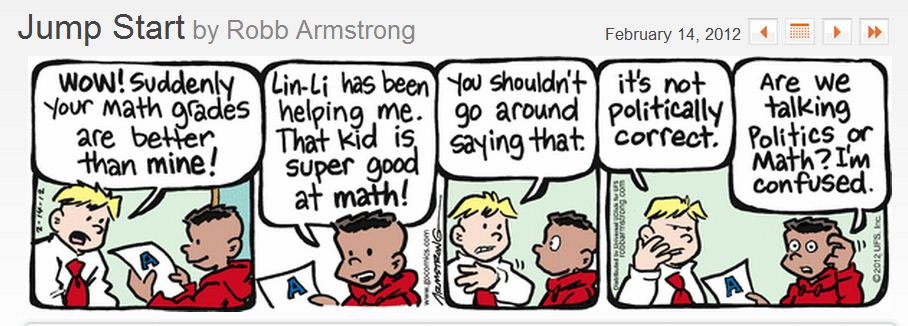 Jump Start by Robb Armstrong
February 14, 2012
WOW! Suddenly
your math grades
are better
than mine!
Lin-Li has been
helping me.
That kid is
super good
at math!
You shouldn't
go around
saying that.
it's not
politically
correct.
Are we
talking
Politics or
Math? I'm
confused.
2-14-12
A
A
www.gocomics.com
ARMSTRONG
Distributed by Universal UClick for UFS
robbarmstrong.com
A
©2012 UFS, Inc.